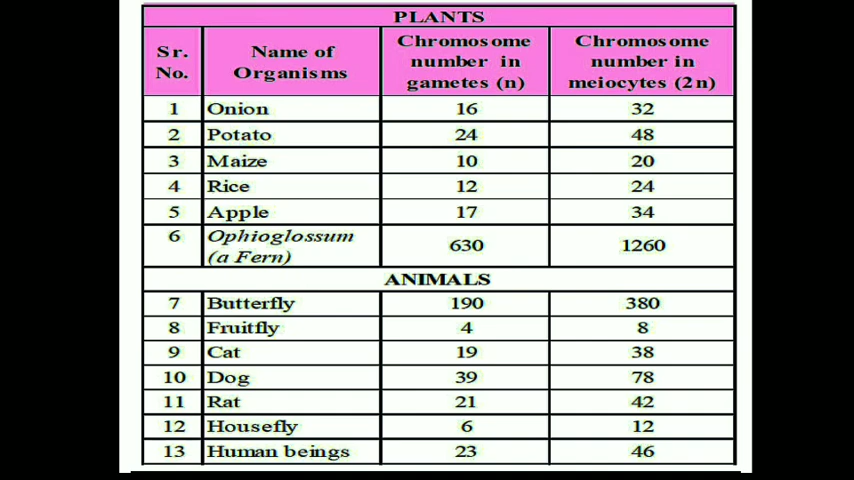 PLANTS
Sr. No. Name of Organisms Chromosome number in gametes (n) Chromosome number in meiocytes (2n)
1 Onion 16 32
2 Potato 24 48
3 Maize 10 20
4 Rice 12 24
5 Apple 17 34
6 Ophioglossum (a Fern) 630 1260
ANIMALS
7 Butterfly 190 380
8 Fruitfly 4 8
9 Cat 19 38
10 Dog 39 78
11 Rat 21 42
12 Housefly 6 12
13 Human beings 23 46